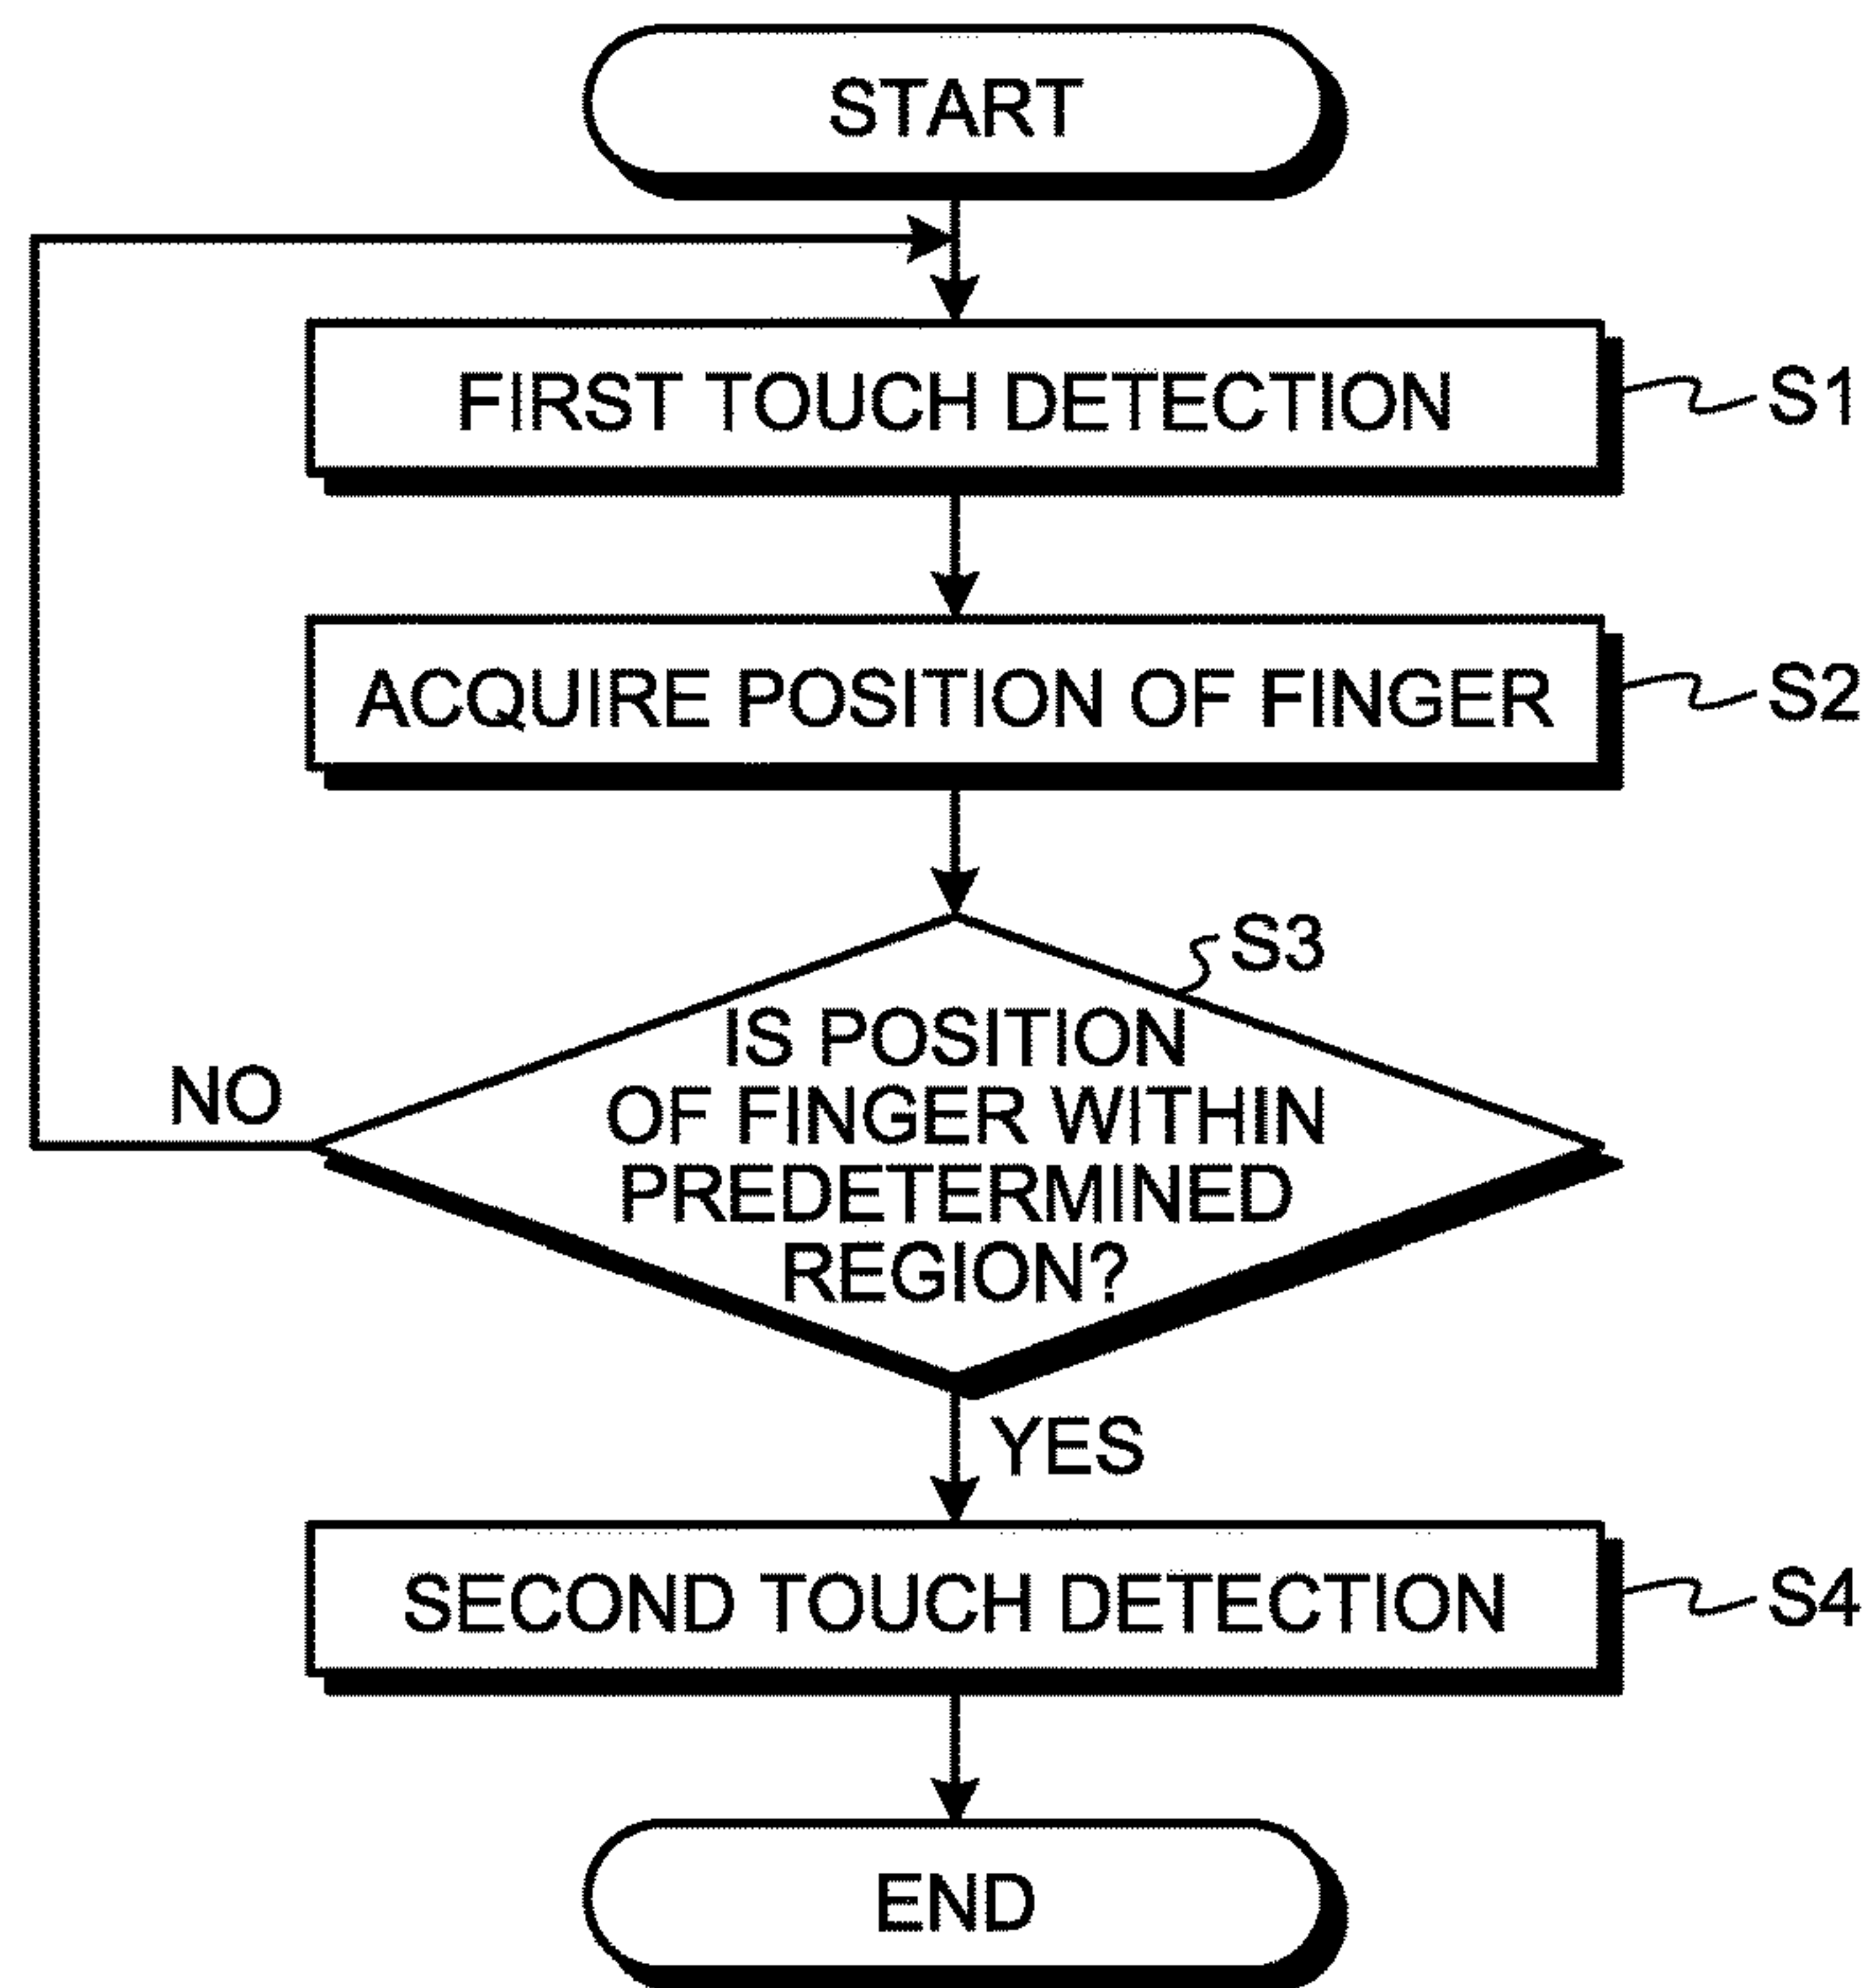 START
FIRST TOUCH DETECTION
S1
ACQUIRE POSITION OF FINGER
S2
S3
IS POSITION
OF FINGER WITHIN
PREDETERMINED
REGION?
NO
YES
SECOND TOUCH DETECTION
S4
END